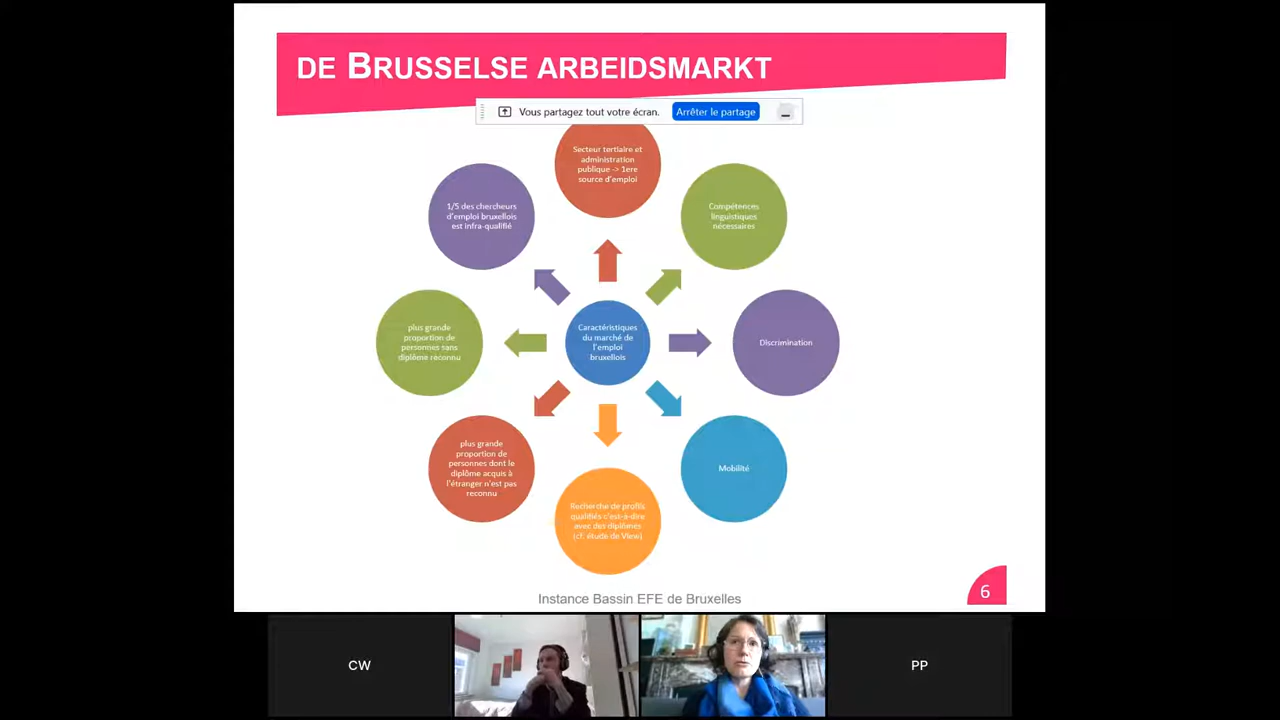 DE BRUSSELSE ARBEIDSMARKT
Vous partagez tout votre écran. Arrêter le partage
Secteur tertiaire et
administration
publique -> 1ere
source d'emploi
1/5 des chercheurs
d'emploi bruxellois
est infra-qualifié
Compétences
linguistiques
nécessaires
plus grande
proportion de
personnes sans
diplôme reconnu
Caractéristiques
du marché de
l'emploi
bruxellois
Discrimination
plus grande
proportion de
personnes dont le
diplôme acquis à
l'étranger n'est pas
reconnu
Mobilité
Recherche de profils
qualifiés c'est-à-dire
avec des diplômes
(cf. étude de View)
Instance Bassin EFE de Bruxelles
6
CW
PP